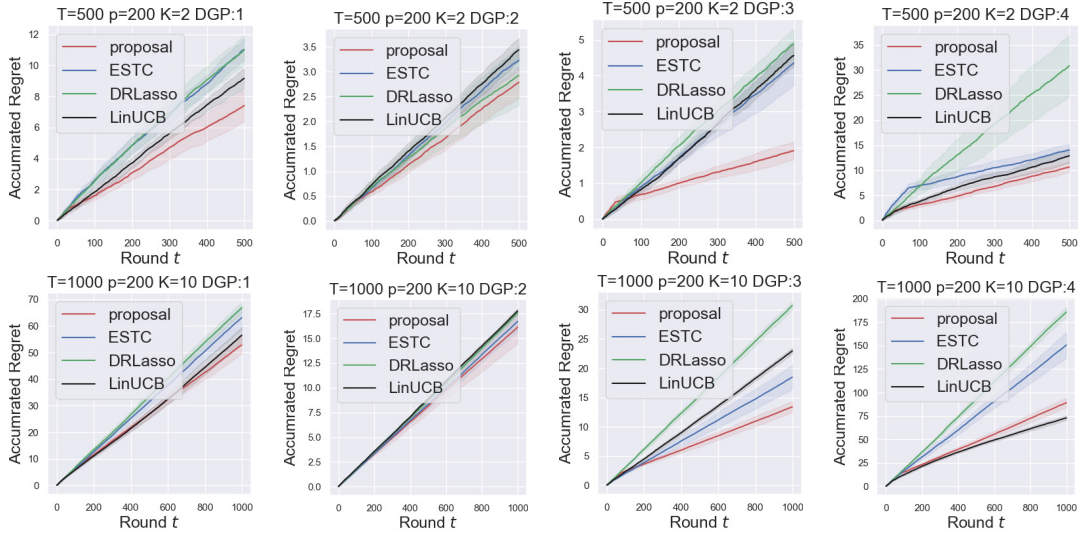 T=500 p=200 K=2 DGP:1
12
10
8
6
4
2
0
Accumrated Regret
proposal
ESTC
DRLasso
LinUCB
0 100 200 300 400 500
Round t
T=500 p=200 K=2 DGP:2
3.5
3.0
2.5
2.0
1.5
1.0
0.5
0.0
Accumrated Regret
proposal
ESTC
DRLasso
LinUCB
0 100 200 300 400 500
Round t
T=500 p=200 K=2 DGP:3
5
4
3
2
1
0
Accumrated Regret
proposal
ESTC
DRLasso
LinUCB
0 100 200 300 400 500
Round t
T=500 p=200 K=2 DGP:4
35
30
25
20
15
10
5
0
Accumrated Regret
proposal
ESTC
DRLasso
LinUCB
0 100 200 300 400 500
Round t
T=1000 p=200 K=10 DGP:1
70
60
50
40
30
20
10
0
Accumrated Regret
proposal
ESTC
DRLasso
LinUCB
0 200 400 600 800 1000
Round t
T=1000 p=200 K=10 DGP:2
17.5
15.0
12.5
10.0
7.5
5.0
2.5
0.0
Accumrated Regret
proposal
ESTC
DRLasso
LinUCB
0 200 400 600 800 1000
Round t
T=1000 p=200 K=10 DGP:3
30
25
20
15
10
5
0
Accumrated Regret
proposal
ESTC
DRLasso
LinUCB
0 200 400 600 800 1000
Round t
T=1000 p=200 K=10 DGP:4
200
175
150
125
100
75
50
25
0
Accumrated Regret
proposal
ESTC
DRLasso
LinUCB
0 200 400 600 800 1000
Round t